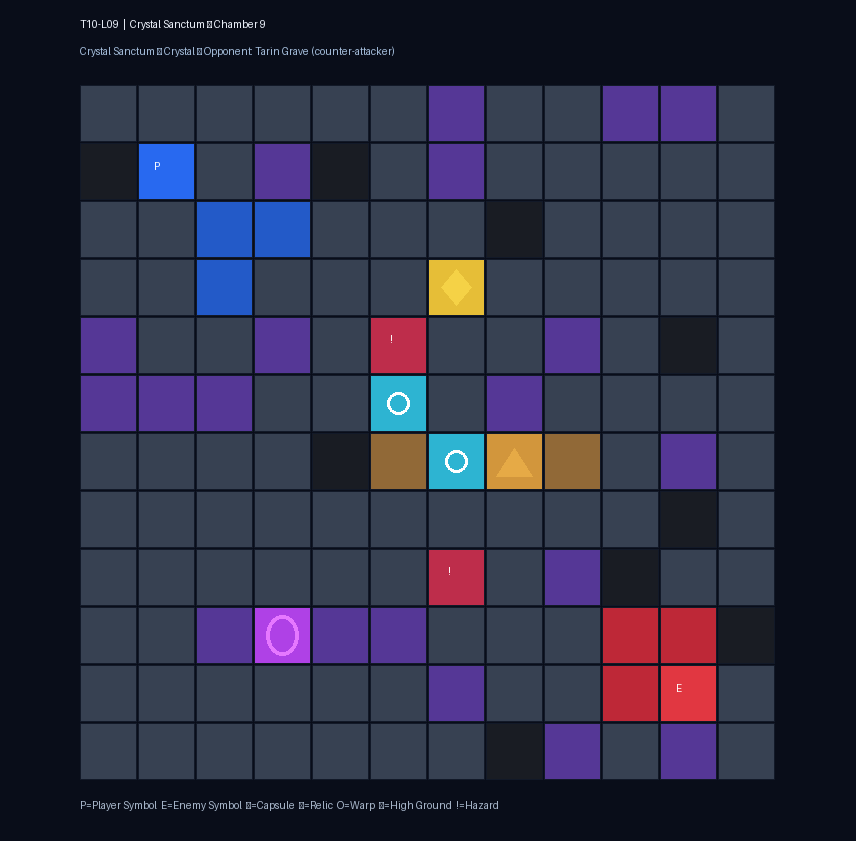 T10-L09 | Crystal Sanctum □ Chamber 9
Crystal Sanctum □ Crystal □ Opponent: Tarin Grave (counter-attacker)
P
!
!
E
P=Player Symbol E=Enemy Symbol □=Capsule □=Relic O=Warp □=High Ground !=Hazard